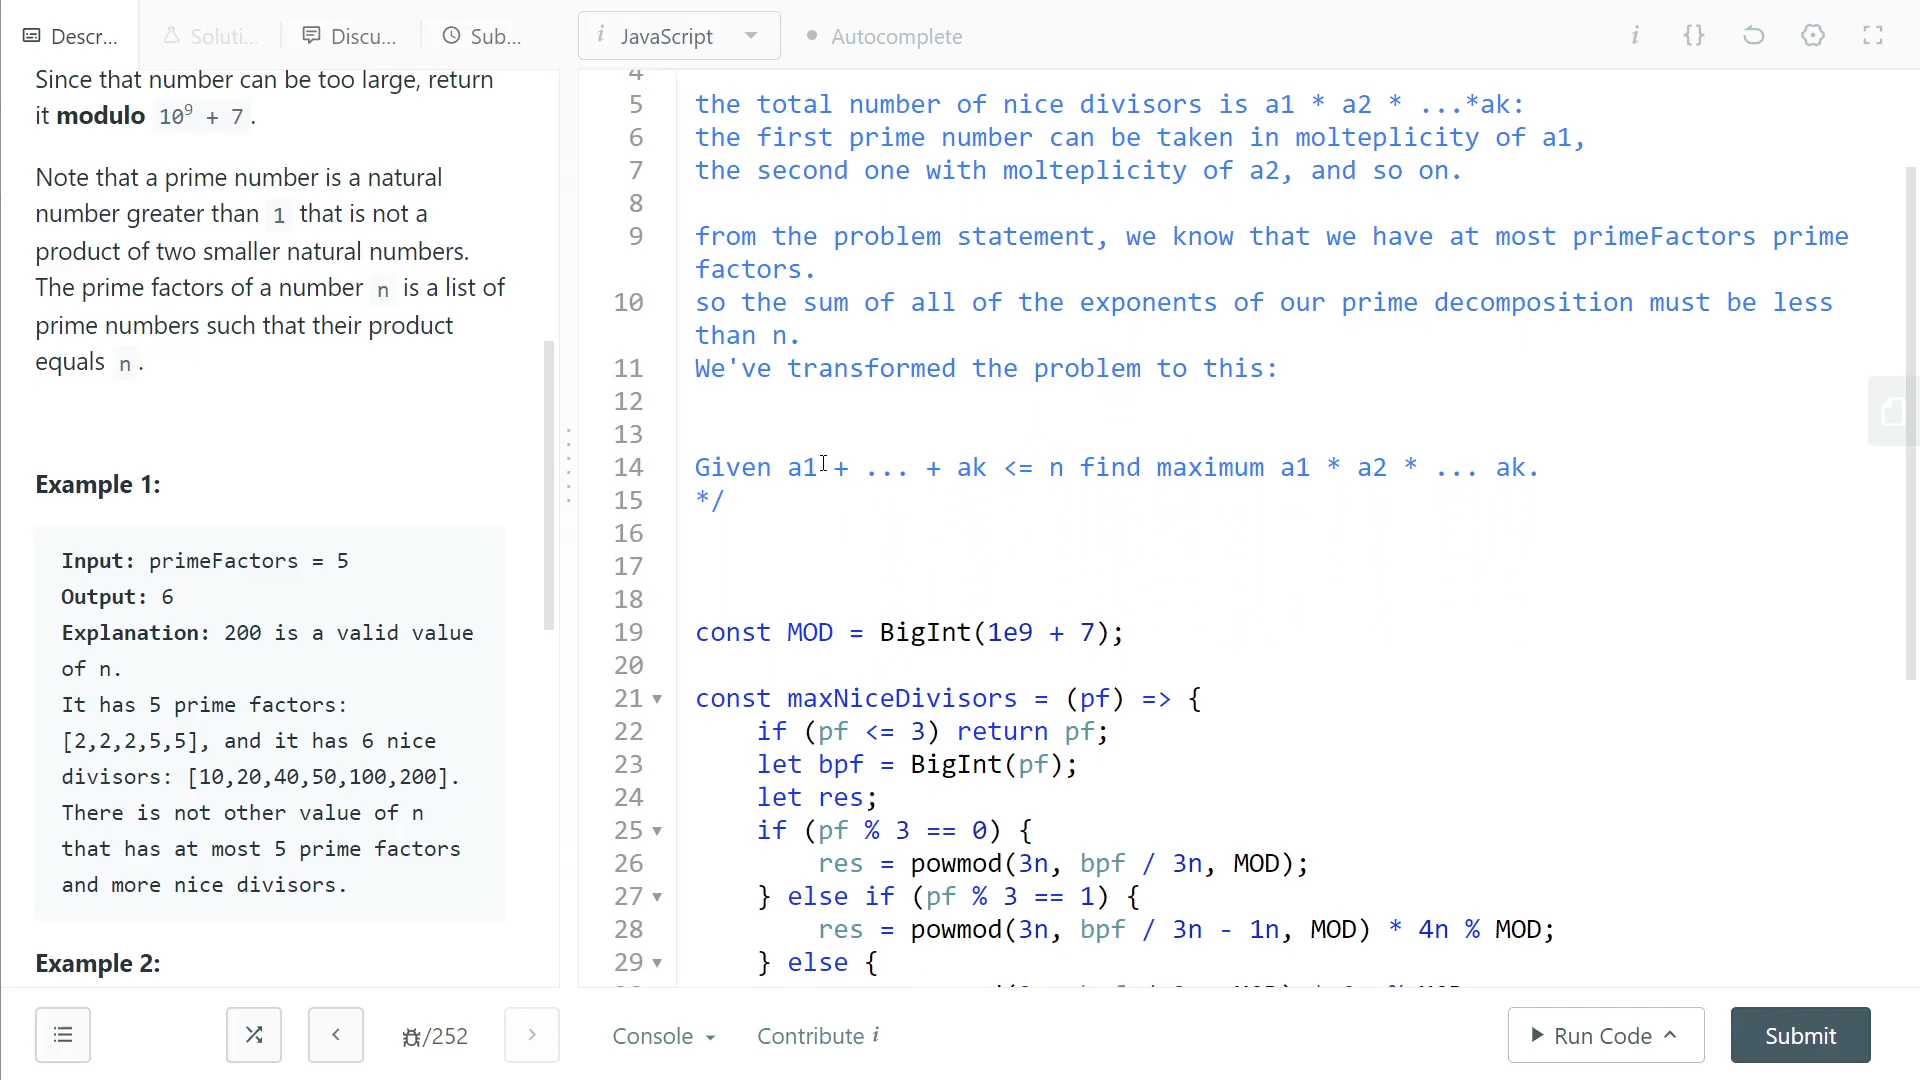 Descr...
Soluti...
Discu...
Sub...
i JavaScript
Autocomplete
i {}
Since that number can be too large, return
it modulo 10⁹ + 7.
Note that a prime number is a natural
number greater than 1 that is not a
product of two smaller natural numbers.
The prime factors of a number n is a list of
prime numbers such that their product
equals n.
Example 1:
Input: primeFactors = 5
Output: 6
Explanation: 200 is a valid value
of n.
It has 5 prime factors:
[2,2,2,5,5], and it has 6 nice
divisors: [10,20,40,50,100,200].
There is not other value of n
that has at most 5 prime factors
and more nice divisors.
Example 2:
4
5 the total number of nice divisors is a1 * a2 * ...*ak:
6 the first prime number can be taken in molteplicity of a1,
7 the second one with molteplicity of a2, and so on.
8
9 from the problem statement, we know that we have at most primeFactors prime
factors.
10 so the sum of all of the exponents of our prime decomposition must be less
than n.
11 We've transformed the problem to this:
12
13
14 Given a1 + ... + ak <= n find maximum a1 * a2 * ... ak.
15 */
16
17
18
19 const MOD = BigInt(1e9 + 7);
20
21 const maxNiceDivisors = (pf) => {
22 if (pf <= 3) return pf;
23 let bpf = BigInt(pf);
24 let res;
25 if (pf % 3 == 0) {
26 res = powmod(3n, bpf / 3n, MOD);
27 } else if (pf % 3 == 1) {
28 res = powmod(3n, bpf / 3n - 1n, MOD) * 4n % MOD;
29 } else {
/252
Console
Contribute i
Run Code
Submit